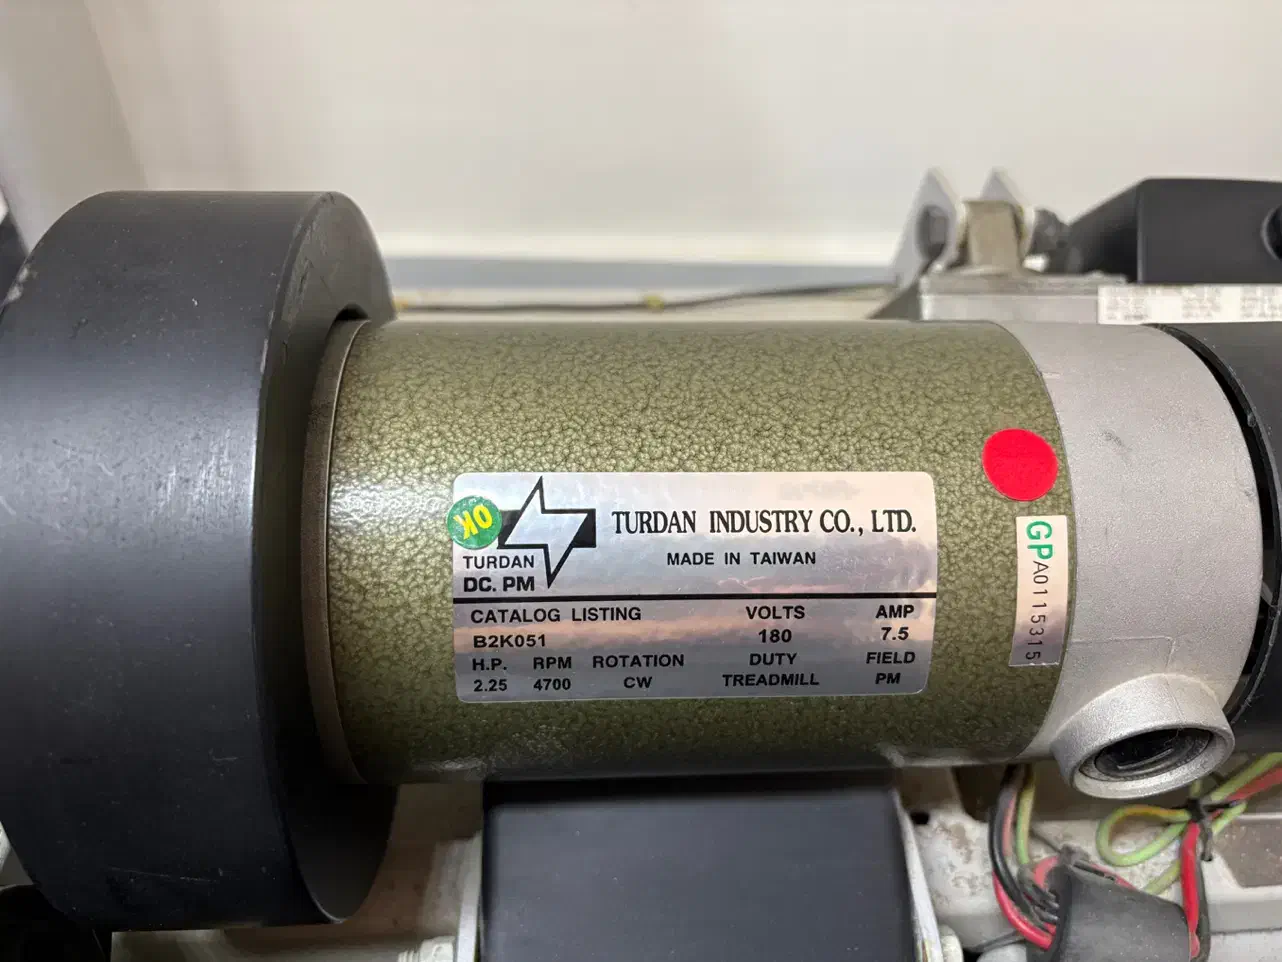 OK
TURDAN INDUSTRY CO., LTD.
MADE IN TAIWAN
TURDAN
DC. PM
CATALOG LISTING VOLTS AMP
B2K051 180 7.5
H.P. RPM ROTATION DUTY FIELD
2.25 4700 CW TREADMILL PM
GPA0115315